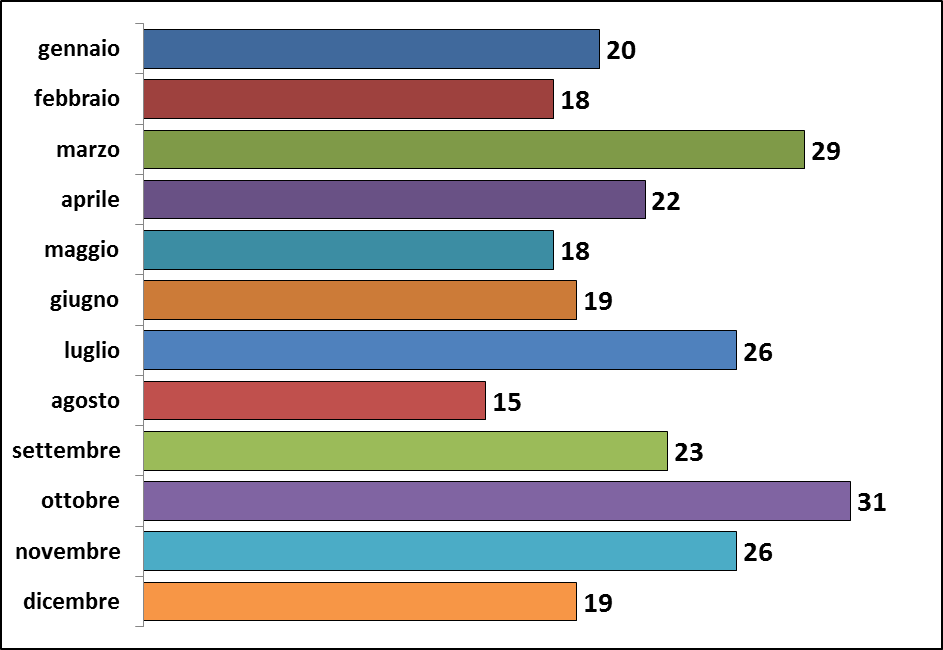 gennaio 20
febbraio 18
marzo 29
aprile 22
maggio 18
giugno 19
luglio 26
agosto 15
settembre 23
ottobre 31
novembre 26
dicembre 19